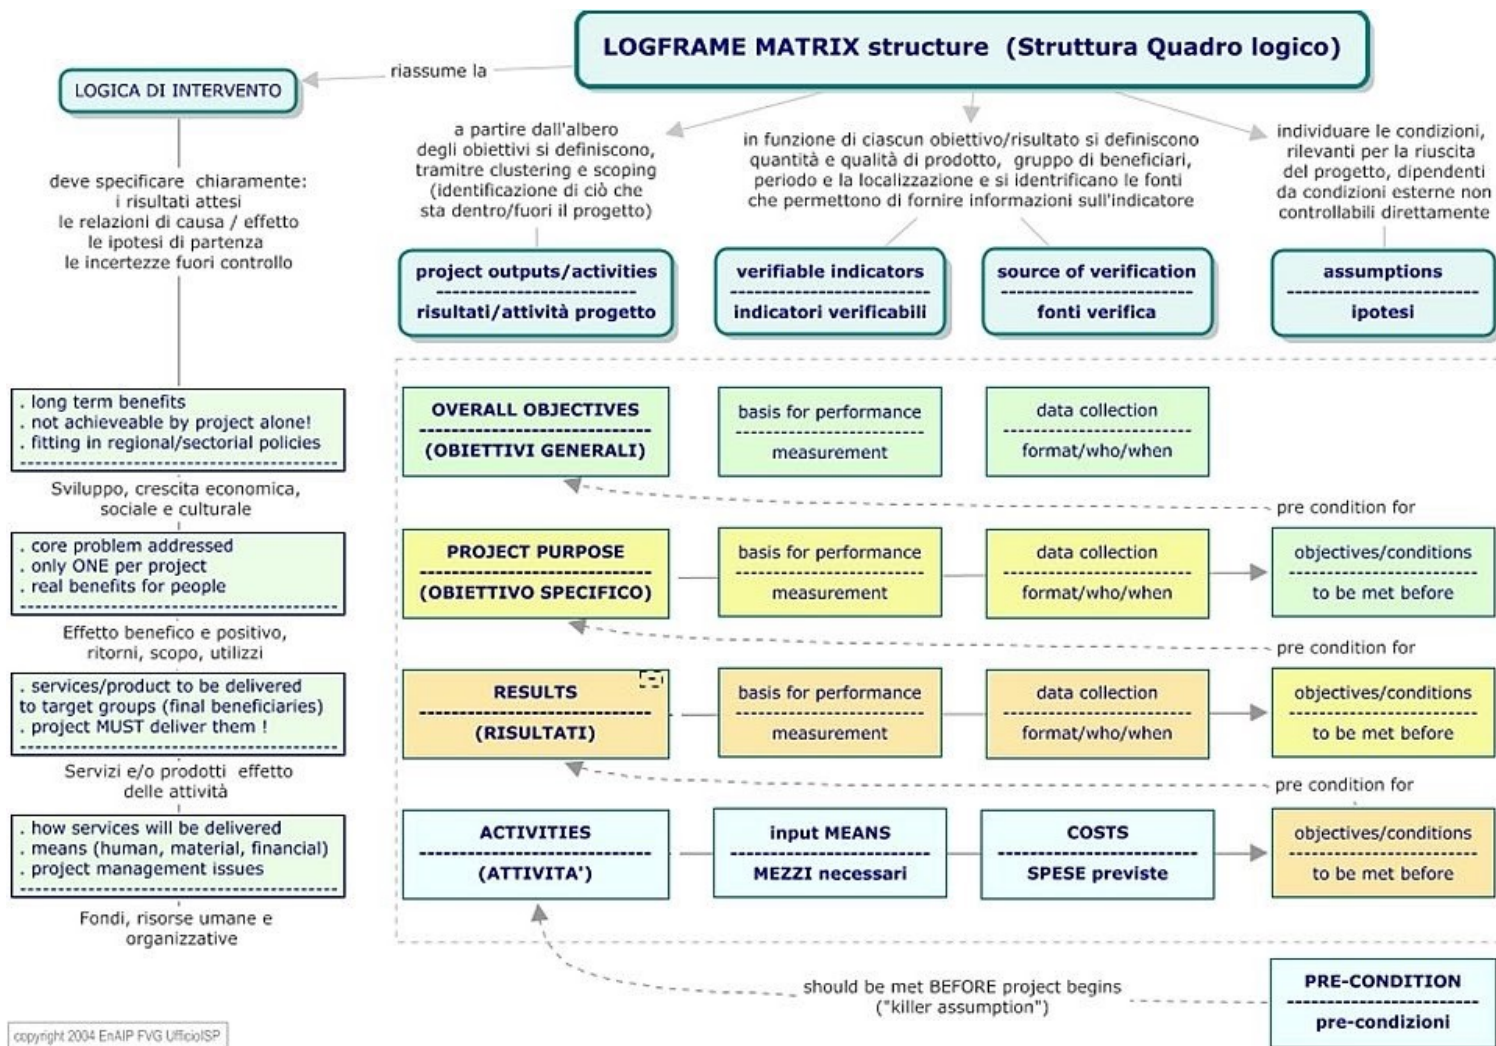 LOGFRAME MATRIX structure (Struttura Quadro logico)
riassume la
LOGICA DI INTERVENTO
deve specificare chiaramente:
i risultati attesi
le relazioni di causa / effetto
le ipotesi di partenza
le incertezze fuori controllo
a partire dall'albero
degli obiettivi si definiscono,
tramitre clustering e scoping
(identificazione di ciò che
sta dentro/fuori il progetto)
in funzione di ciascun obiettivo/risultato si definiscono
quantità e qualità di prodotto, gruppo di beneficiari,
periodo e la localizzazione e si identrificano le fonti
che permettono di fornire informazioni sull'indicatore
individuare le condizioni,
rilevanti per la riuscita
del progetto, dipendenti
da condizioni esterne non
controllabili direttamente
project outputs/activities
risultati/attività progetto
verifiable indicators
indicatori verificabili
source of verification
fonti verifica
assumptions
ipotesi
. long term benefits
. not achieveable by project alone!
. fitting in regional/sectorial policies
Sviluppo, crescita economica,
sociale e culturale
OVERALL OBJECTIVES
(OBIETTIVI GENERALI)
basis for performance
measurement
data collection
format/who/when
pre condition for
. core problem addressed
. only ONE per project
. real benefits for people
Effetto benefico e positivo,
ritorni, scopo, utilizzi
PROJECT PURPOSE
(OBIETTIVO SPECIFICO)
basis for performance
measurement
data collection
format/who/when
objectives/conditions
to be met before
pre condition for
. services/product to be delivered
to target groups (final beneficiaries)
. project MUST deliver them !
Servizi e/o prodotti effetto
delle attività
RESULTS
(RISULTATI)
basis for performance
measurement
data collection
format/who/when
objectives/conditions
to be met before
pre condition for
. how services will be delivered
. means (human, material, financial)
. project management issues
Fondi, risorse umane e
organizzative
ACTIVITIES
(ATTIVITA')
input MEANS
MEZZI necessari
COSTS
SPESE previste
objectives/conditions
to be met before
should be met BEFORE project begins
("killer assumption")
PRE-CONDITION
pre-condizioni
copyright 2004 EnAIP FVG UfficioISP